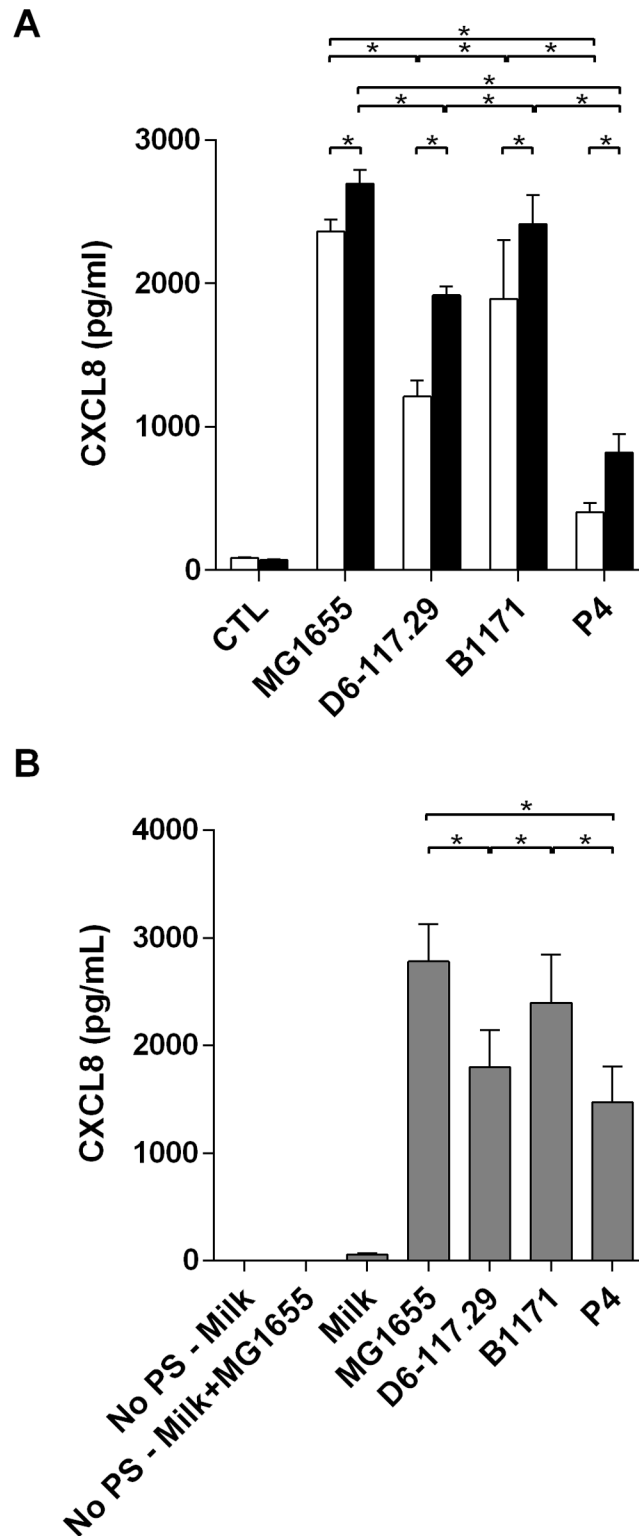 A
*
* * *
*
* * *
* * * *
3000
2000
1000
0
CXCL8 (pg/ml)
CTL
MG1655
D6-117.29
B1171
P4
B
*
* * *
4000
3000
2000
1000
0
CXCL8 (pg/mL)
No PS - Milk
No PS - Milk+MG1655
Milk
MG1655
D6-117.29
B1171
P4